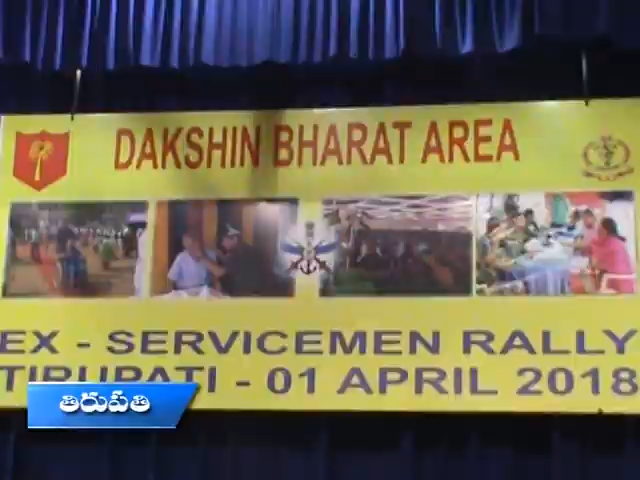 DAKSHIN BHARAT AREA
EX - SERVICEMEN RALLY
TIRUPATI - 01 APRIL 2018
తిరుపతి